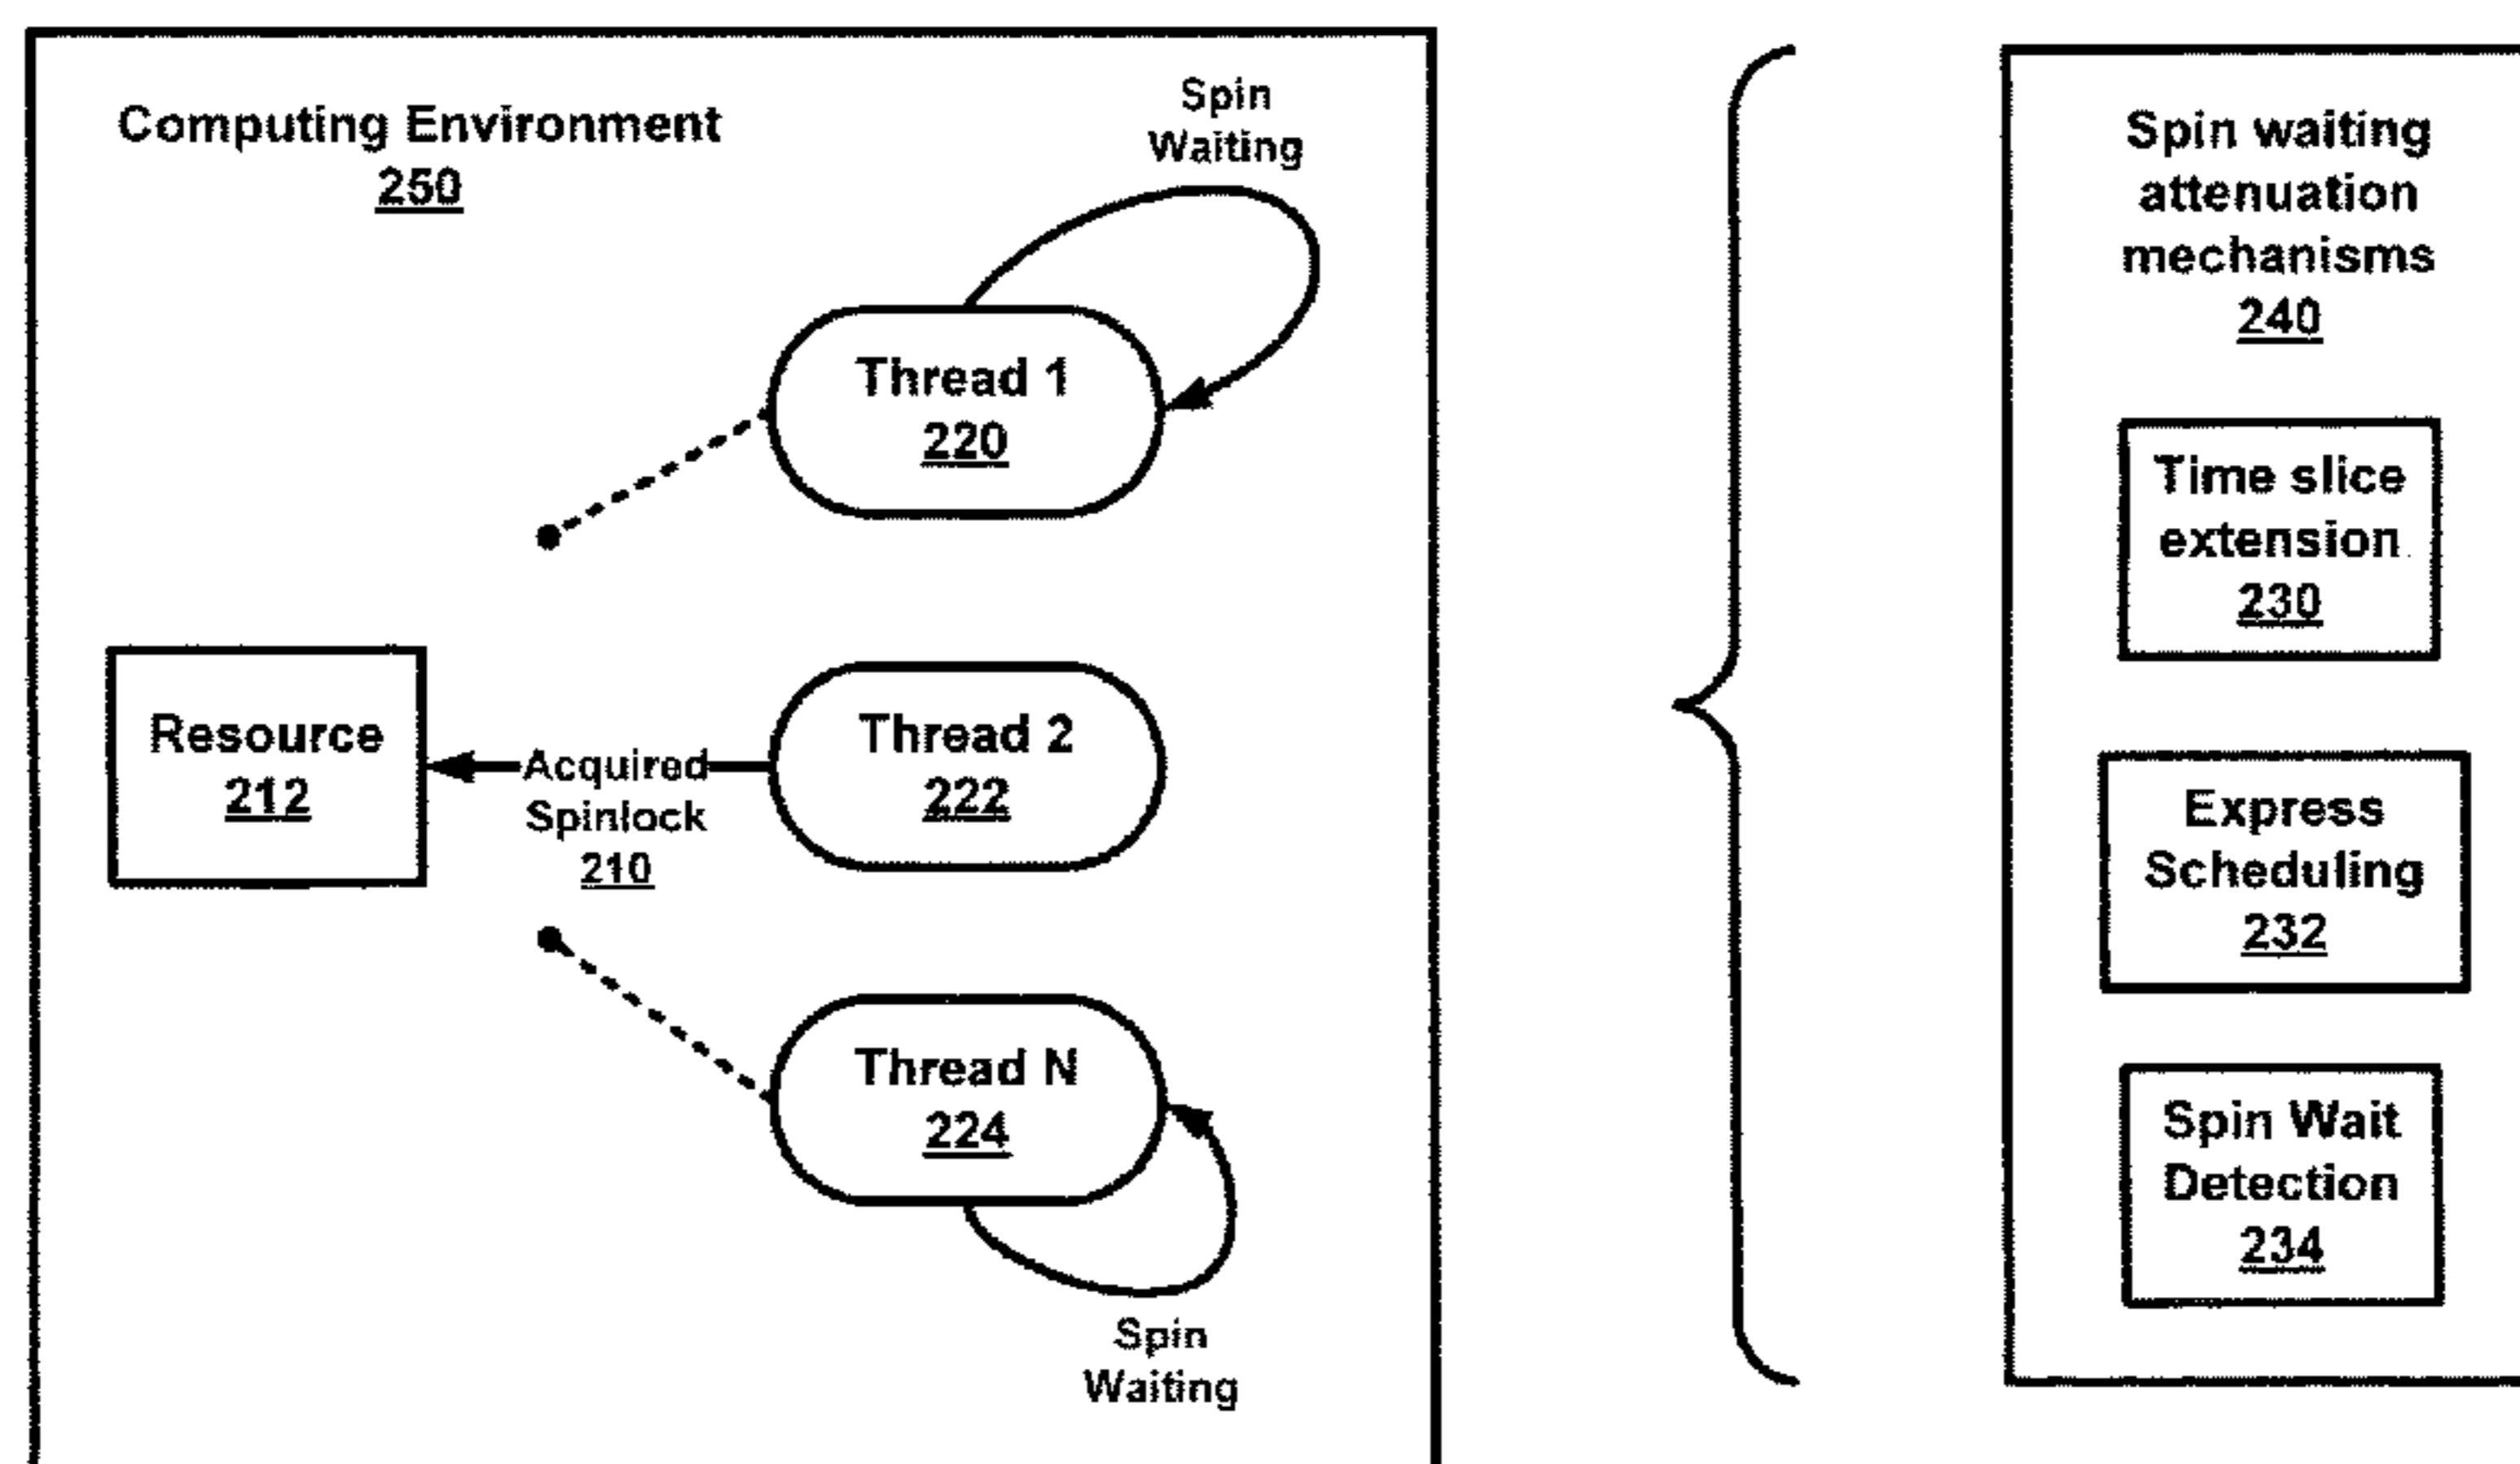 Computing Environment
250
Spin
Waiting
Thread 1
220
Resource
212
Acquired
Spinlock
210
Thread 2
222
Thread N
224
Spin
Waiting
Spin waiting
attenuation
mechanisms
240
Time slice
extension
230
Express
Scheduling
232
Spin Wait
Detection
234